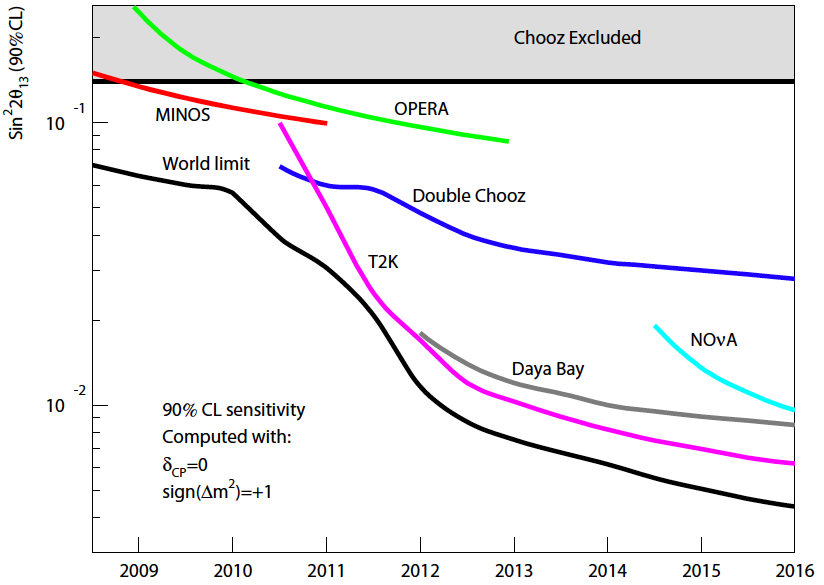 Sin²2θ₁₃ (90%CL)
Chooz Excluded
10⁻¹
MINOS
OPERA
World limit
Double Chooz
T2K
NOνA
Daya Bay
10⁻²
90% CL sensitivity
Computed with:
δCP=0
sign(Δm²)=+1
2009 2010 2011 2012 2013 2014 2015 2016